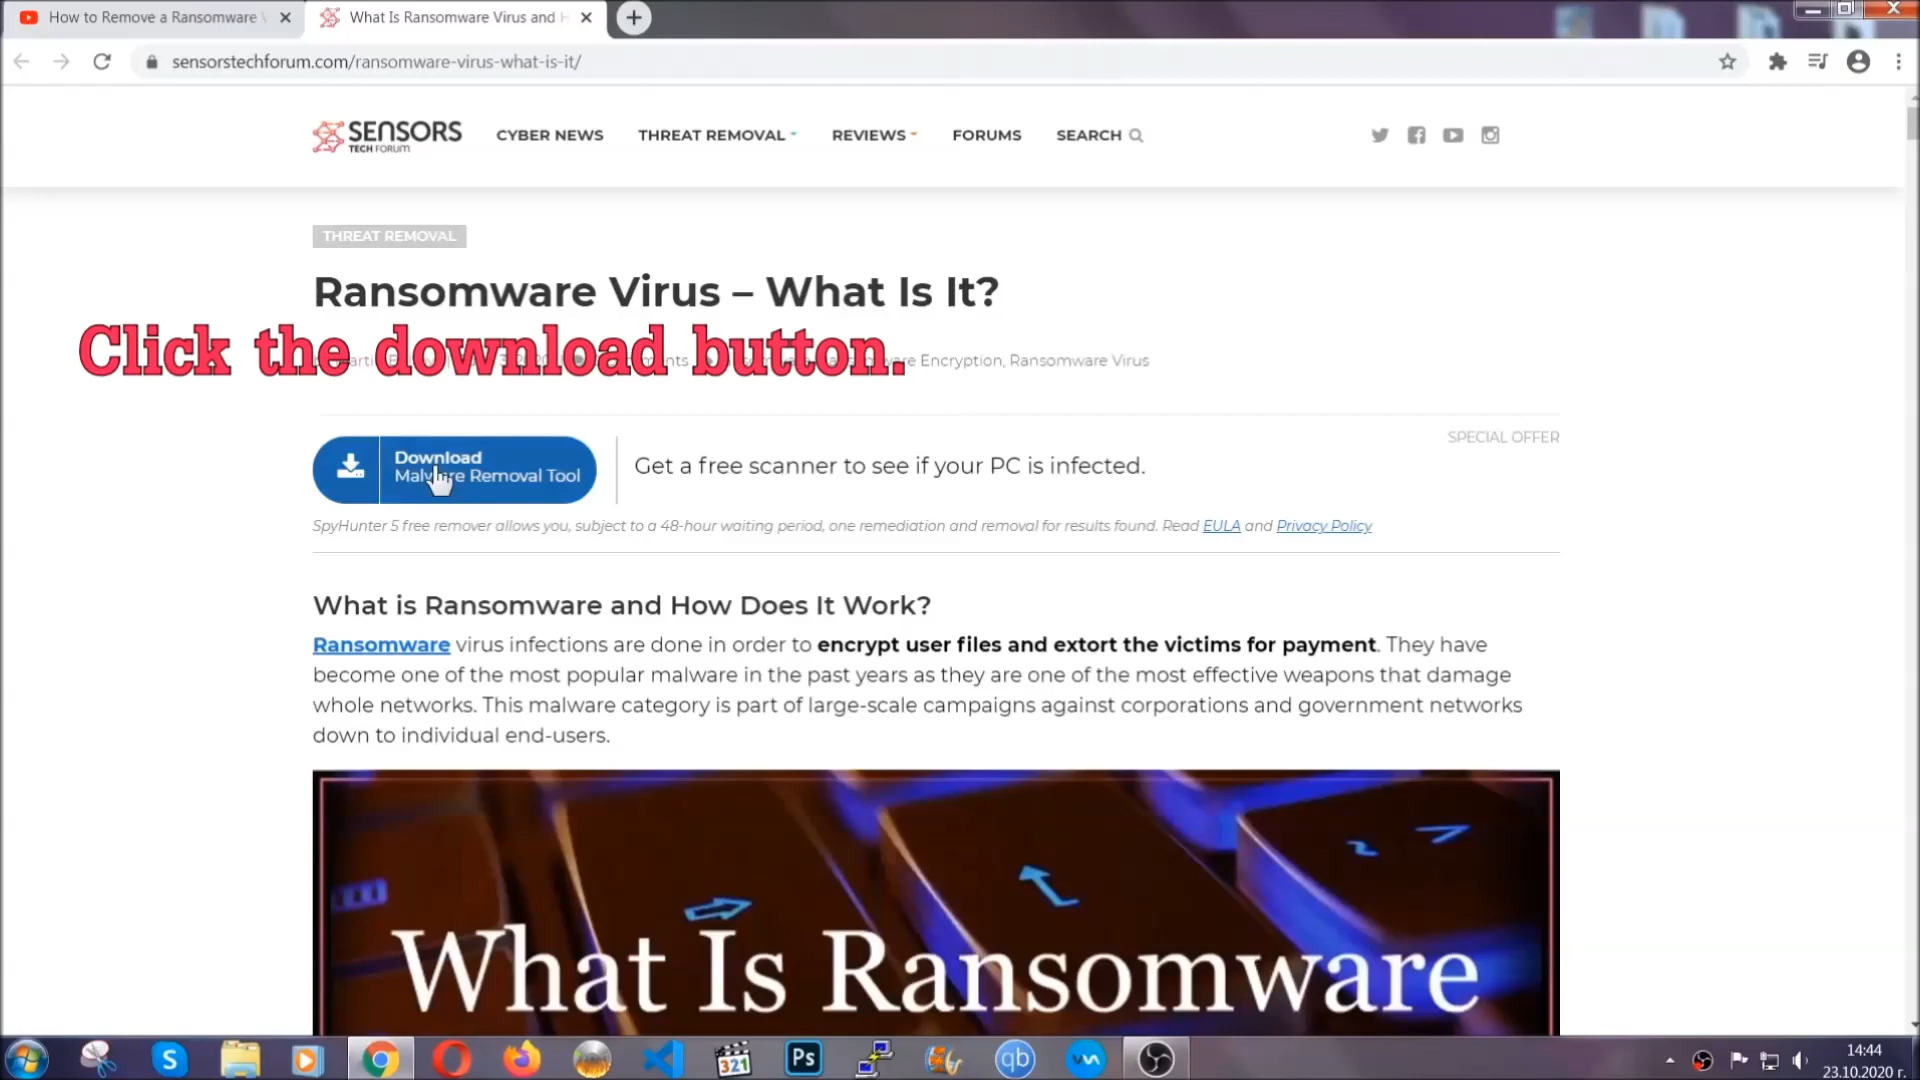 How to Remove a Ransomware
What Is Ransomware Virus and
sensorstechforum.com/ransomware-virus-what-is-it/
SENSORS
TECH FORUM
CYBER NEWS
THREAT REMOVAL
REVIEWS
FORUMS
SEARCH
THREAT REMOVAL
Ransomware Virus – What Is It?
Click the download button.
Encryption, Ransomware Virus
SPECIAL OFFER
Download
Malware Removal Tool
Get a free scanner to see if your PC is infected.
SpyHunter 5 free remover allows you, subject to a 48-hour waiting period, one remediation and removal for results found. Read EULA and Privacy Policy
What is Ransomware and How Does It Work?
Ransomware virus infections are done in order to encrypt user files and extort the victims for payment. They have
become one of the most popular malware in the past years as they are one of the most effective weapons that damage
whole networks. This malware category is part of large-scale campaigns against corporations and government networks
down to individual end-users.
What Is Ransomware
S
321
Ps
qb
14:44
23.10.2020 г.